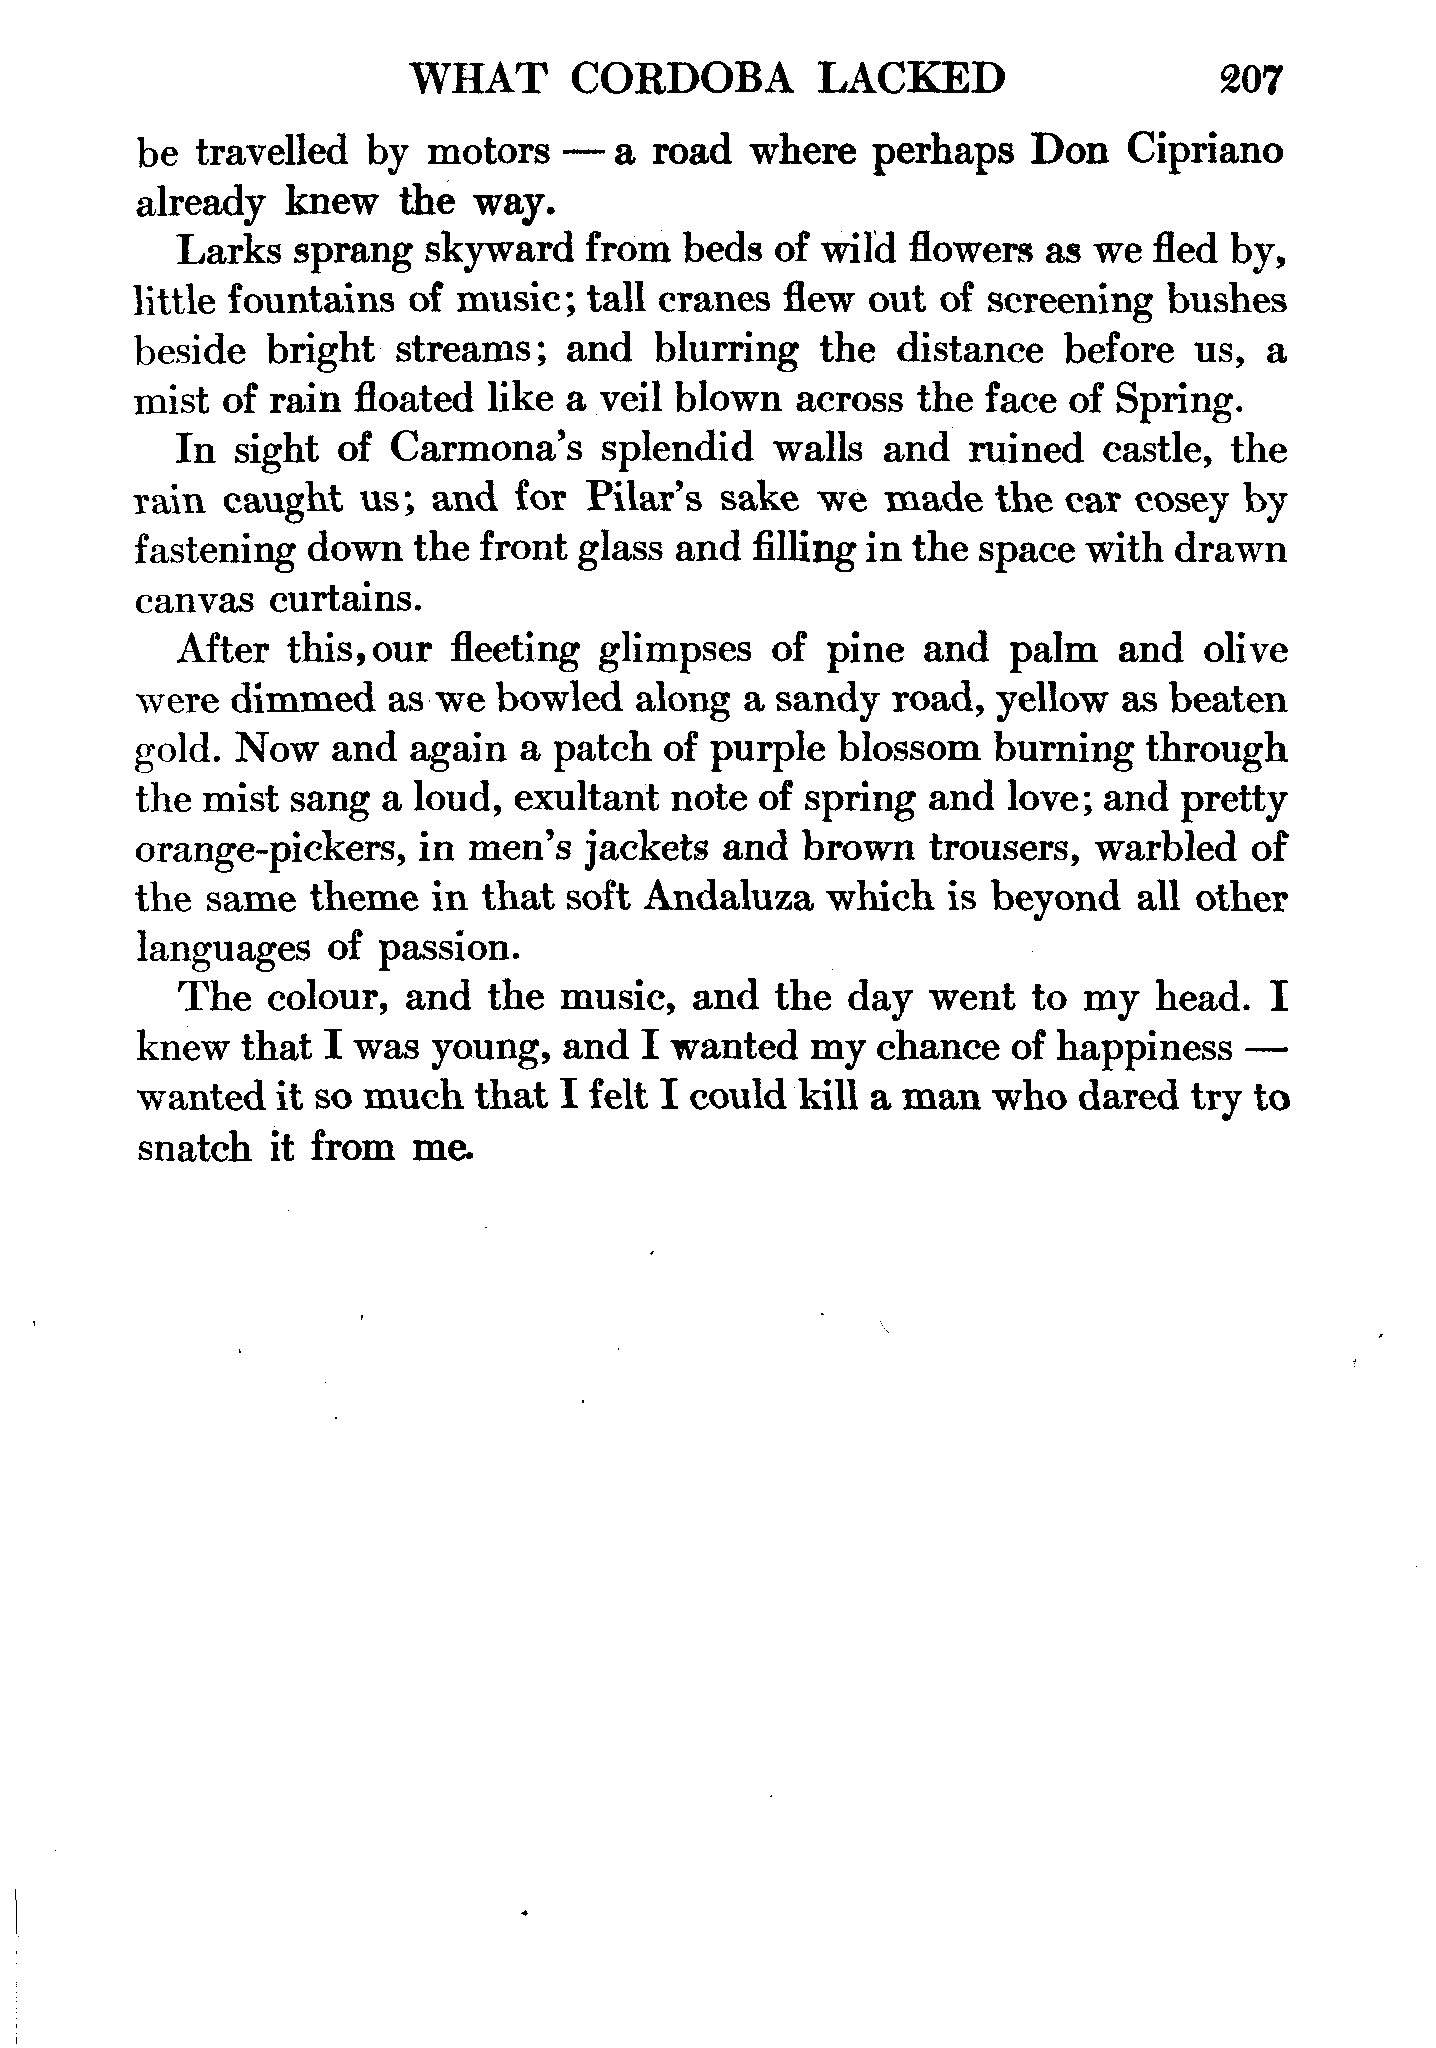 WHAT CORDOBA LACKED 207
be travelled by motors — a road where perhaps Don Cipriano
already knew the way.
Larks sprang skyward from beds of wild flowers as we fled by,
little fountains of music; tall cranes flew out of screening bushes
beside bright streams; and blurring the distance before us, a
mist of rain floated like a veil blown across the face of Spring.
In sight of Carmona's splendid walls and ruined castle, the
rain caught us; and for Pilar's sake we made the car cosey by
fastening down the front glass and filling in the space with drawn
canvas curtains.
After this, our fleeting glimpses of pine and palm and olive
were dimmed as we bowled along a sandy road, yellow as beaten
gold. Now and again a patch of purple blossom burning through
the mist sang a loud, exultant note of spring and love; and pretty
orange-pickers, in men's jackets and brown trousers, warbled of
the same theme in that soft Andaluza which is beyond all other
languages of passion.
The colour, and the music, and the day went to my head. I
knew that I was young, and I wanted my chance of happiness —
wanted it so much that I felt I could kill a man who dared try to
snatch it from me.